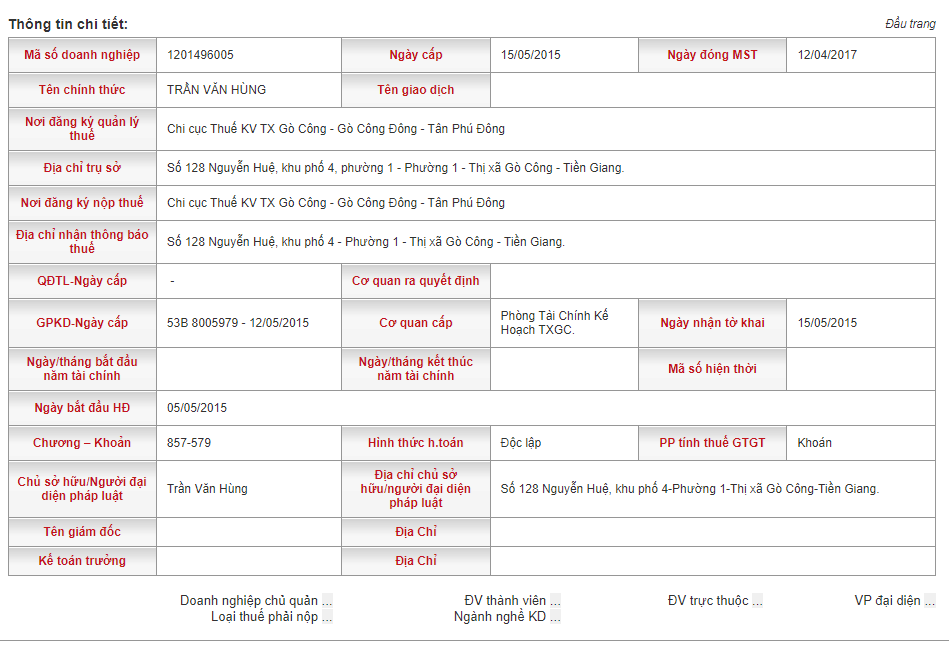 Thông tin chi tiết:
Đầu trang
Mã số doanh nghiệp 1201496005 Ngày cấp 15/05/2015 Ngày đóng MST 12/04/2017
Tên chính thức TRẦN VĂN HÙNG Tên giao dịch
Nơi đăng ký quản lý
thuế
Chi cục Thuế KV TX Gò Công - Gò Công Đông - Tân Phú Đông
Địa chỉ trụ sở Số 128 Nguyễn Huệ, khu phố 4, phường 1 - Phường 1 - Thị xã Gò Công - Tiền Giang.
Nơi đăng ký nộp thuế Chi cục Thuế KV TX Gò Công - Gò Công Đông - Tân Phú Đông
Địa chỉ nhận thông báo
thuế
Số 128 Nguyễn Huệ, khu phố 4 - Phường 1 - Thị xã Gò Công - Tiền Giang.
QĐTL-Ngày cấp - Cơ quan ra quyết định
GPKD-Ngày cấp 53B 8005979 - 12/05/2015 Cơ quan cấp
Phòng Tài Chính Kế
Hoạch TXGC.
Ngày nhận tờ khai 15/05/2015
Ngày/tháng bắt đầu
năm tài chính
Ngày/tháng kết thúc
năm tài chính
Mã số hiện thời
Ngày bắt đầu HĐ 05/05/2015
Chương – Khoản 857-579 Hình thức h.toán Độc lập PP tính thuế GTGT Khoán
Chủ sở hữu/Người đại
diện pháp luật
Trần Văn Hùng
Địa chỉ chủ sở
hữu/người đại diện
pháp luật
Số 128 Nguyễn Huệ, khu phố 4-Phường 1-Thị xã Gò Công-Tiền Giang.
Tên giám đốc Địa Chỉ
Kế toán trưởng Địa Chỉ
Doanh nghiệp chủ quản ... ĐV thành viên ... ĐV trực thuộc ... VP đại diện ...
Loại thuế phải nộp ... Ngành nghề KD ...